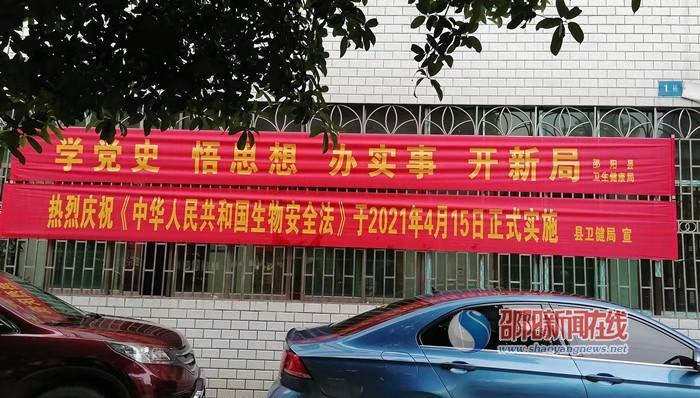 1栋
学党史 悟思想 办实事 开新局 邵阳县
卫生健康局
热烈庆祝《中华人民共和国生物安全法》于2021年4月15日正式实施 县卫健局 宣
邵阳新闻在线
www.shaoyangnews.net